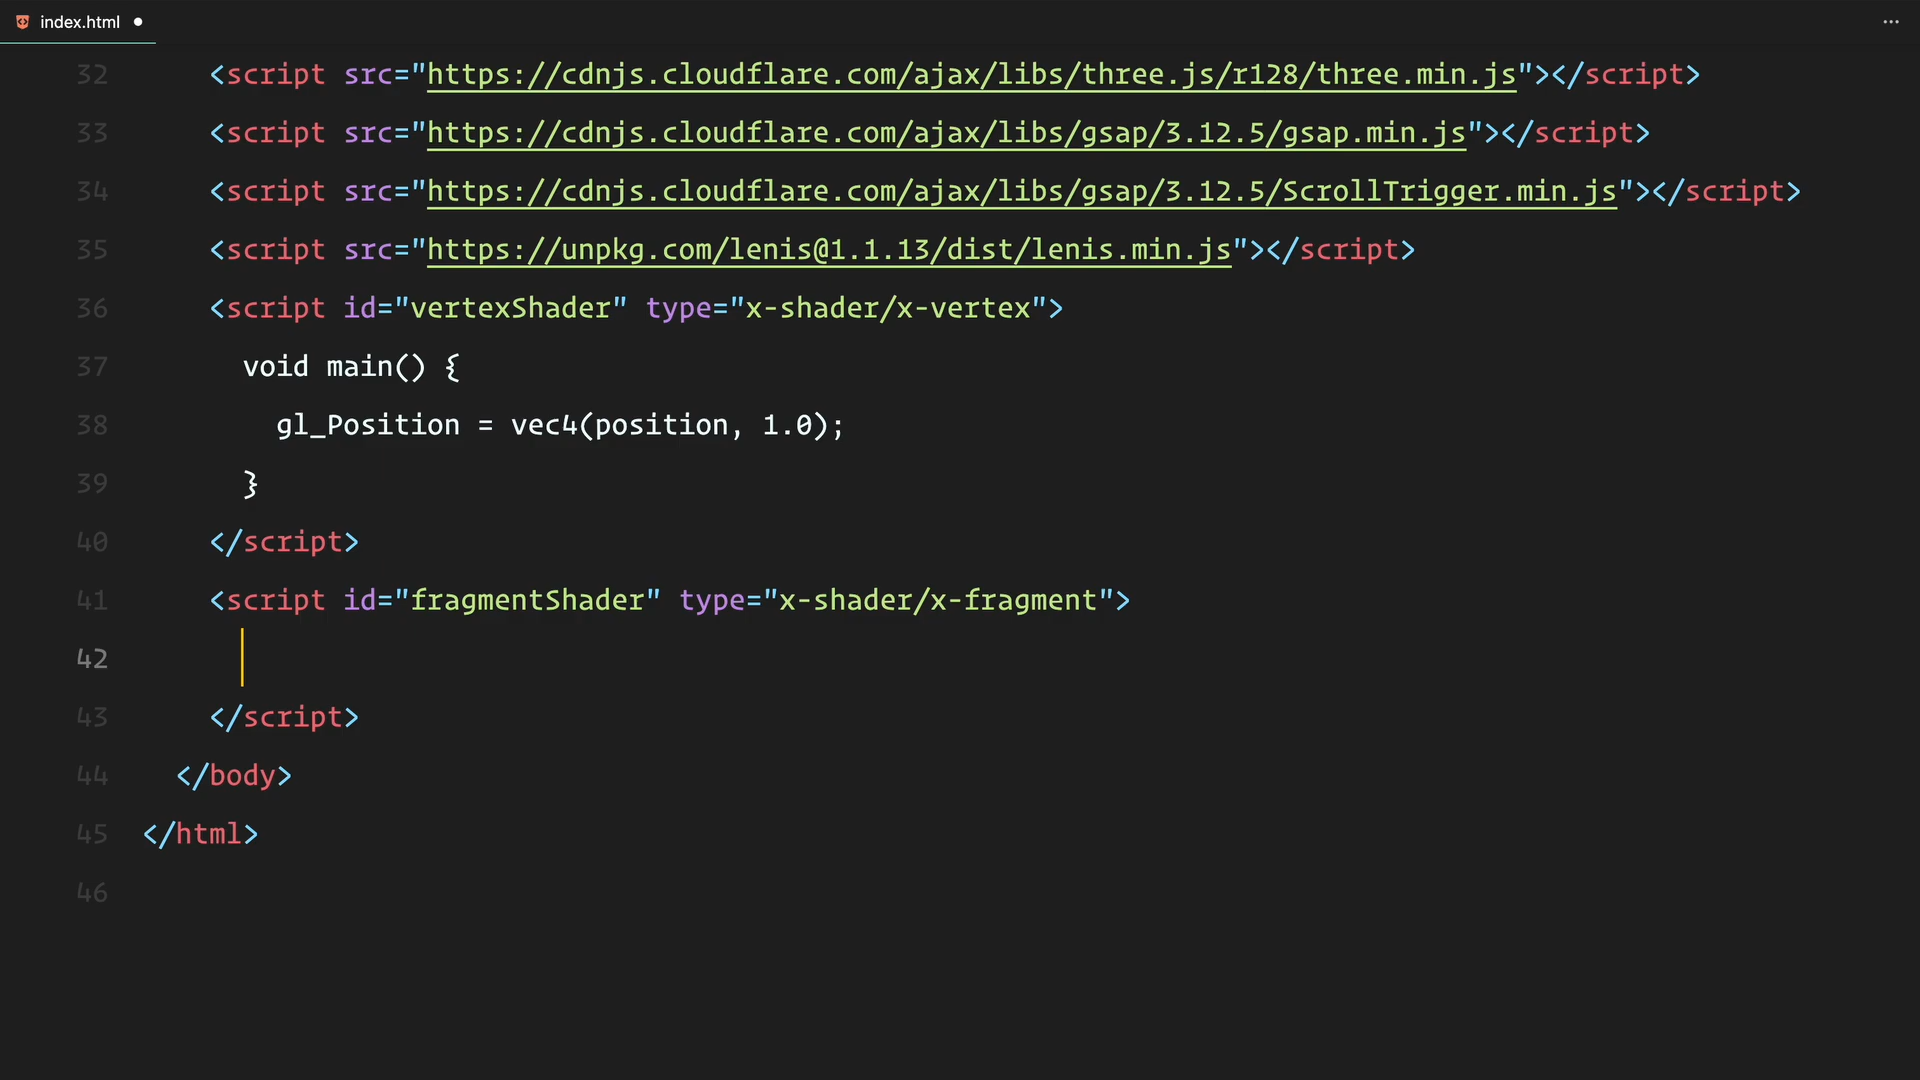 index.html ●
32 <script src="https://cdnjs.cloudflare.com/ajax/libs/three.js/r128/three.min.js"></script>
33 <script src="https://cdnjs.cloudflare.com/ajax/libs/gsap/3.12.5/gsap.min.js"></script>
34 <script src="https://cdnjs.cloudflare.com/ajax/libs/gsap/3.12.5/ScrollTrigger.min.js"></script>
35 <script src="https://unpkg.com/lenis@1.1.13/dist/lenis.min.js"></script>
36 <script id="vertexShader" type="x-shader/x-vertex">
37 void main() {
38 gl_Position = vec4(position, 1.0);
39 }
40 </script>
41 <script id="fragmentShader" type="x-shader/x-fragment">
42
43 </script>
44 </body>
45 </html>
46